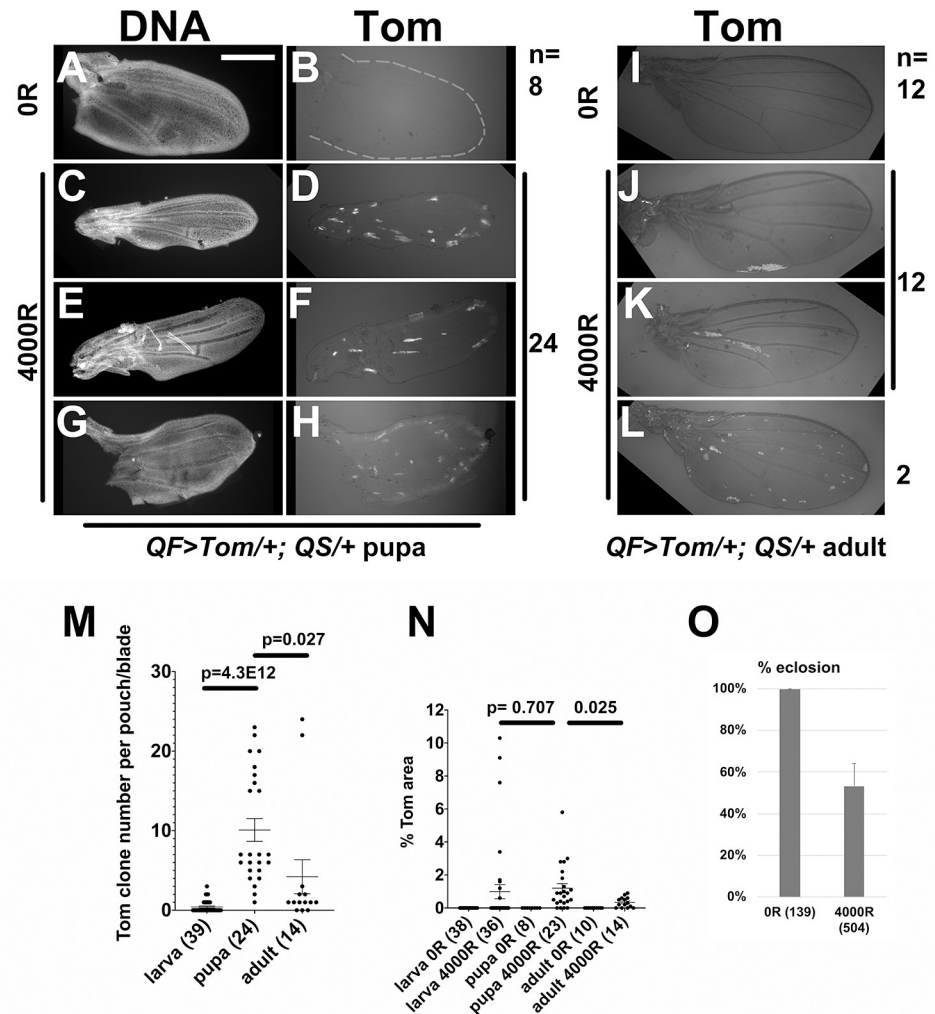 DNA
Tom
Tom
0R
A
B
n=
8
0R
I
n=
12
4000R
C
D
E
F
24
G
H
4000R
J
K
12
L
2
QF>Tom/+; QS/+ pupa
QF>Tom/+; QS/+ adult
M
p=0.027
p=4.3E12
Tom clone number per pouch/blade
30
20
10
0
larva (39)
pupa (24)
adult (14)
N
p= 0.707
0.025
% Tom area
12
10
8
6
4
2
0
larva 0R (38)
larva 4000R (36)
pupa 0R (8)
pupa 4000R (23)
adult 0R (10)
adult 4000R (14)
O
% eclosion
100%
80%
60%
40%
20%
0%
0R (139)
4000R
(504)